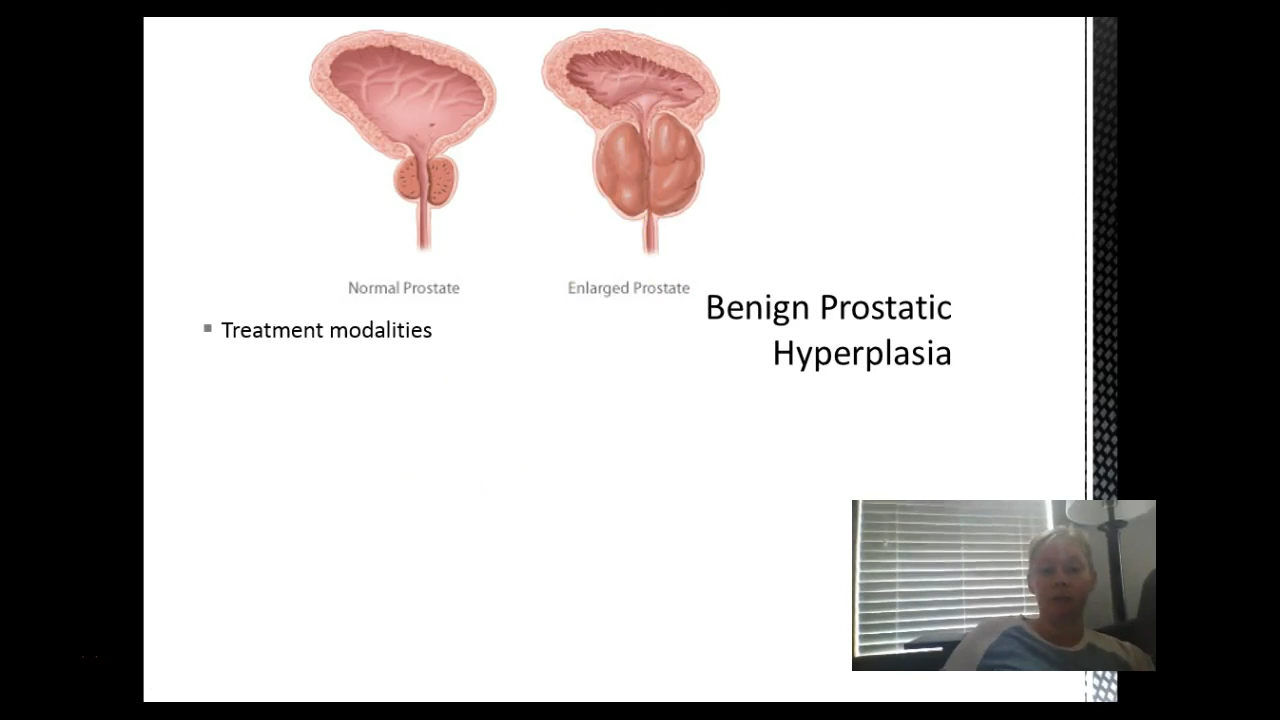 Normal Prostate
Enlarged Prostate
Benign Prostatic
Hyperplasia
▪ Treatment modalities